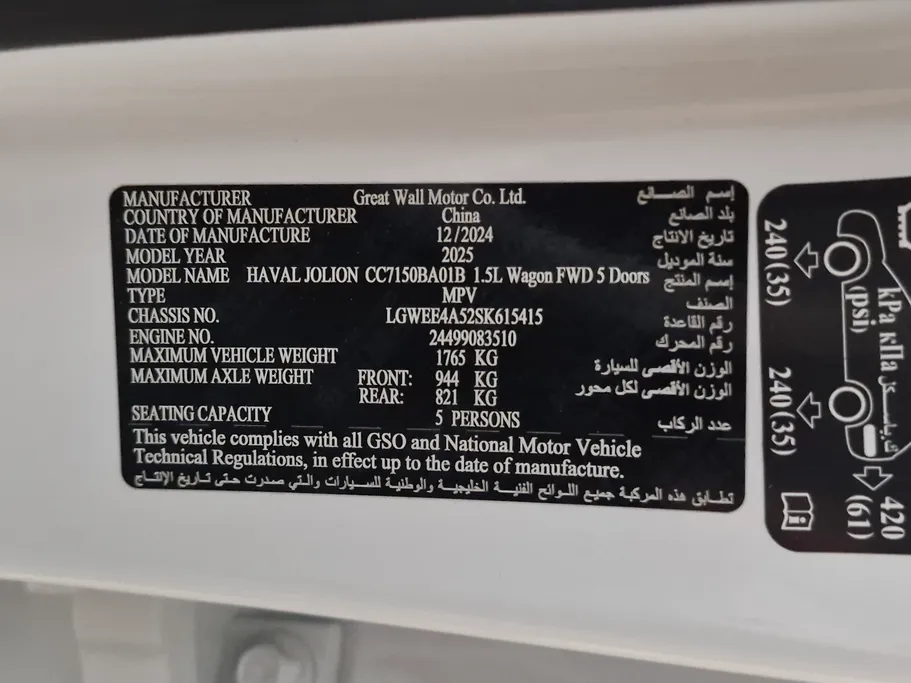 MANUFACTURER Great Wall Motor Co. Ltd. إسم الصانع
COUNTRY OF MANUFACTURER China بلد الصانع
DATE OF MANUFACTURE 12/2024 تاريخ الانتاج
MODEL YEAR 2025 سنة الموديل
MODEL NAME HAVAL JOLION CC7150BA01B 1.5L Wagon FWD 5 Doors إسم المنتج
TYPE MPV الصنف
CHASSIS NO. LGWEE4A52SK615415 رقم القاعدة
ENGINE NO. 24499083510 رقم المحرك
MAXIMUM VEHICLE WEIGHT 1765 KG الوزن الأقصى للسيارة
MAXIMUM AXLE WEIGHT FRONT: 944 KG الوزن الأقصى لكل محور
REAR: 821 KG
SEATING CAPACITY 5 PERSONS عدد الركاب
This vehicle complies with all GSO and National Motor Vehicle
Technical Regulations, in effect up to the date of manufacture.
تطابق هذه المركبة جميع اللوائح الفنية الخليجية والوطنية للسيارات والتي صدرت حتى تاريخ الإنتاج
240(35)
240(35)
kPa кПа
(psi)
420
(61)